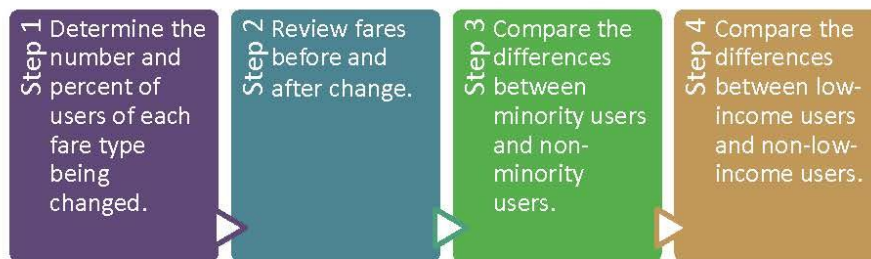 Step 1
Determine the
number and
percent of
users of each
fare type
being
changed.
Step 2
Review fares
before and
after change.
Step 3
Compare the
differences
between
minority users
and non-
minority
users.
Step 4
Compare the
differences
between low-
income users
and non-low-
income users.